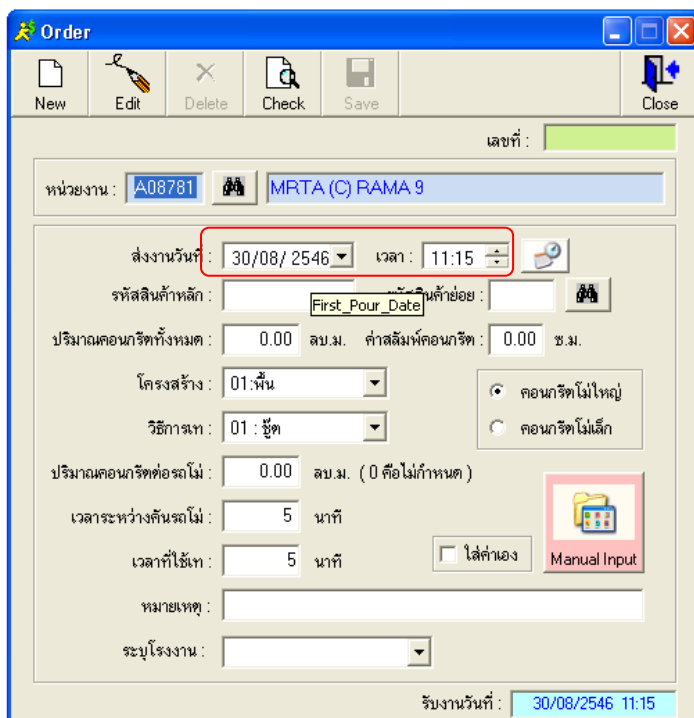 Order
New Edit Delete Check Save Close
เลขที่ :
หน่วยงาน : A08781 MRTA (C) RAMA 9
ส่งงานวันที่ : 30/08/ 2546 เวลา : 11:15
รหัสสินค้าหลัก : รหัสสินค้าย่อย :
First_Pour_Date
ปริมาณคอนกรีตทั้งหมด : 0.00 ลบ.ม. ค่าสลัมพ์คอนกรีต : 0.00 ซ.ม.
โครงสร้าง : 01:พื้น
คอนกรีตโม่ใหญ่
วิธีการเท : 01 : ชู๊ต
คอนกรีตโม่เล็ก
ปริมาณคอนกรีตต่อรถโม่ : 0.00 ลบ.ม. ( 0 คือไม่กำหนด )
เวลาระหว่างคันรถโม่ : 5 นาที
เวลาที่ใช้เท : 5 นาที ใส่ค่าเอง Manual Input
หมายเหตุ :
ระบุโรงงาน :
รับงานวันที่ : 30/08/2546 11:15